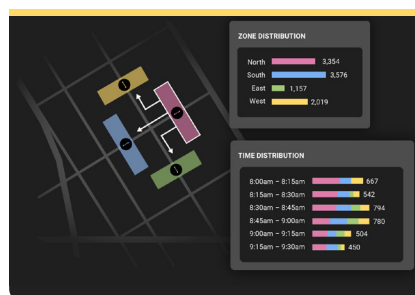 ZONE DISTRIBUTION
North 3,354
South 3,576
East 1,157
West 2,019
TIME DISTRIBUTION
8:00am – 8:15am 667
8:15am – 8:30am 542
8:30am – 8:45am 794
8:45am – 9:00am 780
9:00am – 9:15am 504
9:15am – 9:30am 450